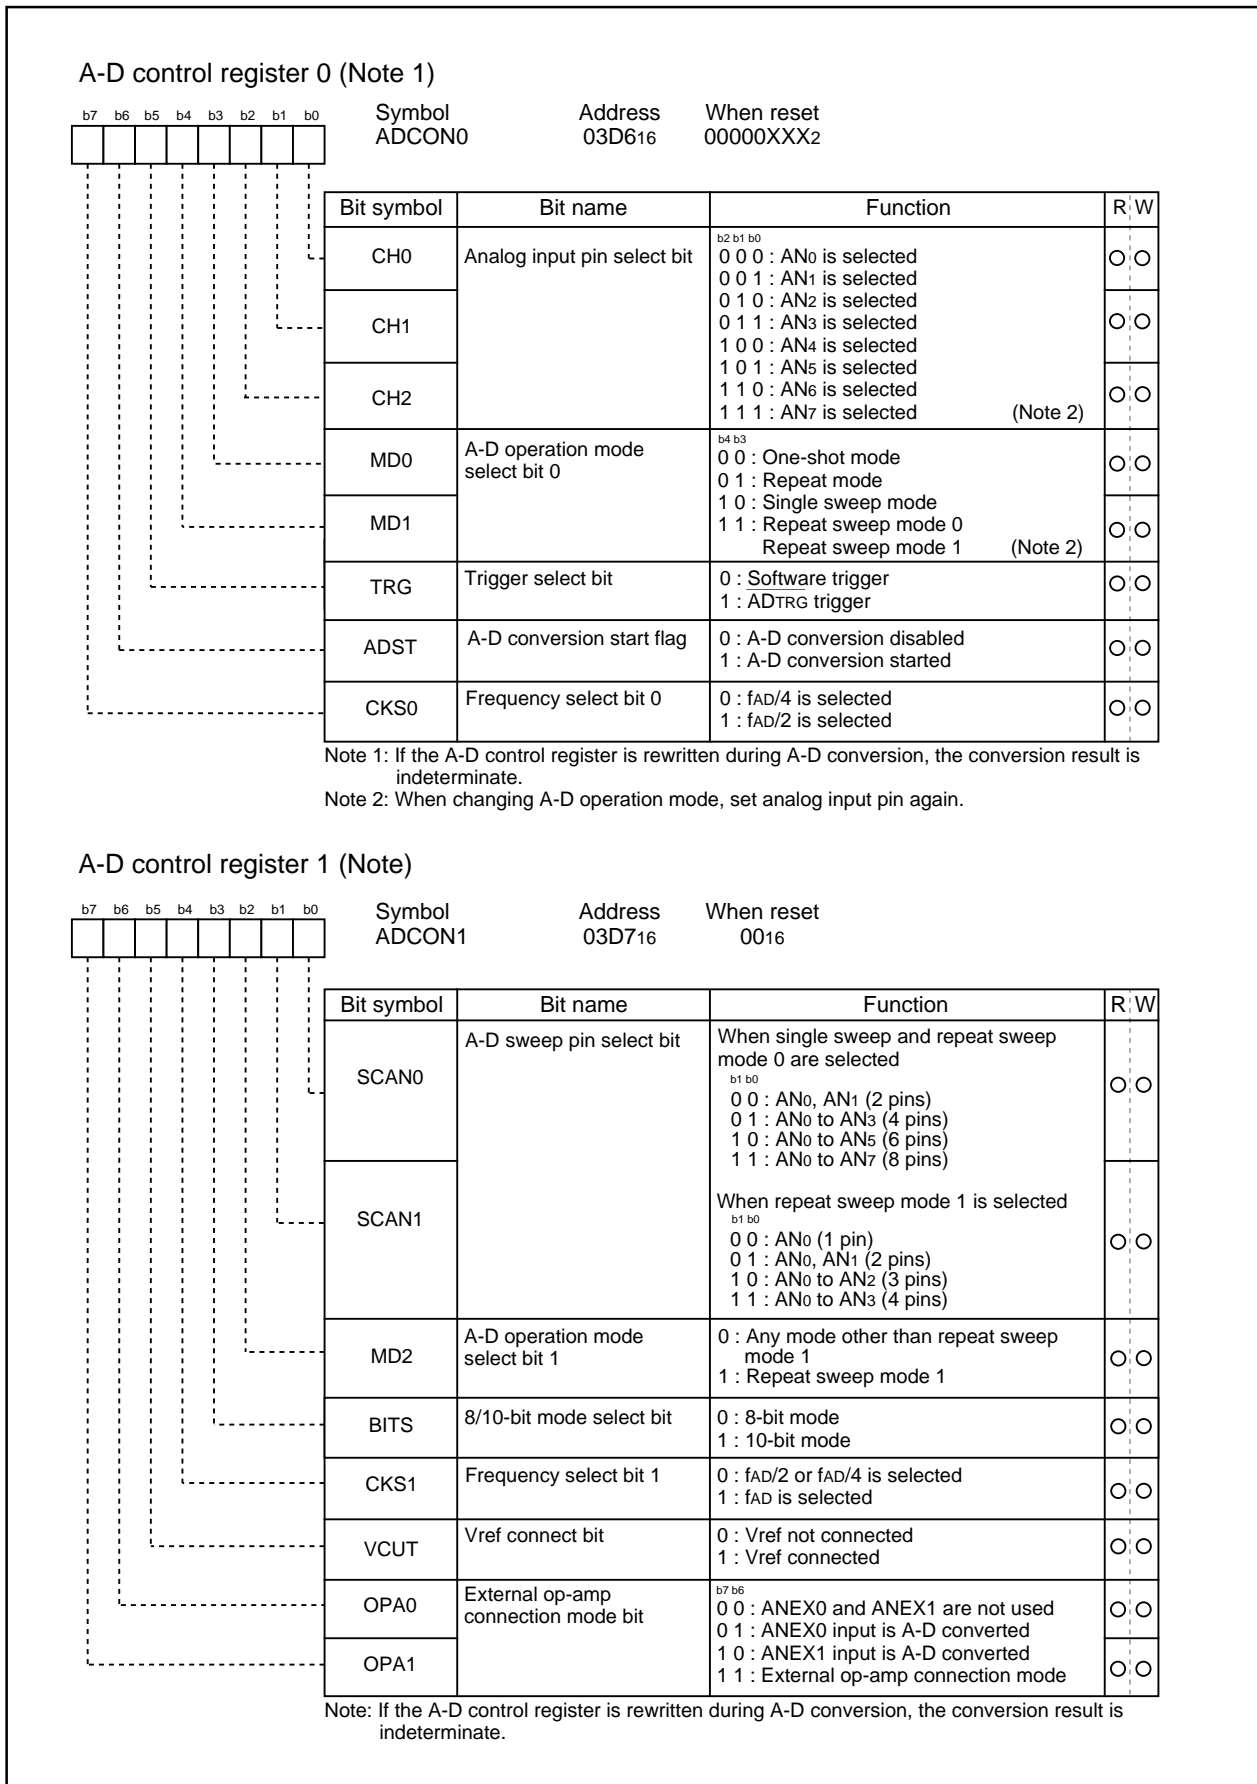 A-D control register 0 (Note 1)
b7 b6 b5 b4 b3 b2 b1 b0
Symbol Address When reset
ADCON0 03D616 00000XXX2
Bit symbol Bit name Function R W
CH0 Analog input pin select bit
b2 b1 b0
0 0 0 : AN0 is selected
0 0 1 : AN1 is selected
0 1 0 : AN2 is selected
CH1
0 1 1 : AN3 is selected
1 0 0 : AN4 is selected
1 0 1 : AN5 is selected
CH2
1 1 0 : AN6 is selected
1 1 1 : AN7 is selected (Note 2)
MD0 A-D operation mode
select bit 0
b4 b3
0 0 : One-shot mode
0 1 : Repeat mode
1 0 : Single sweep mode
MD1
1 1 : Repeat sweep mode 0
Repeat sweep mode 1 (Note 2)
TRG Trigger select bit
0 : Software trigger
1 : ADTRG trigger
ADST A-D conversion start flag
0 : A-D conversion disabled
1 : A-D conversion started
CKS0 Frequency select bit 0
0 : fAD/4 is selected
1 : fAD/2 is selected
Note 1: If the A-D control register is rewritten during A-D conversion, the conversion result is
indeterminate.
Note 2: When changing A-D operation mode, set analog input pin again.
A-D control register 1 (Note)
b7 b6 b5 b4 b3 b2 b1 b0
Symbol Address When reset
ADCON1 03D716 0016
Bit symbol Bit name Function R W
SCAN0 A-D sweep pin select bit
When single sweep and repeat sweep
mode 0 are selected
b1 b0
0 0 : AN0, AN1 (2 pins)
0 1 : AN0 to AN3 (4 pins)
1 0 : AN0 to AN5 (6 pins)
1 1 : AN0 to AN7 (8 pins)
SCAN1
When repeat sweep mode 1 is selected
b1 b0
0 0 : AN0 (1 pin)
0 1 : AN0, AN1 (2 pins)
1 0 : AN0 to AN2 (3 pins)
1 1 : AN0 to AN3 (4 pins)
MD2 A-D operation mode
select bit 1
0 : Any mode other than repeat sweep
mode 1
1 : Repeat sweep mode 1
BITS 8/10-bit mode select bit
0 : 8-bit mode
1 : 10-bit mode
CKS1 Frequency select bit 1
0 : fAD/2 or fAD/4 is selected
1 : fAD is selected
VCUT Vref connect bit
0 : Vref not connected
1 : Vref connected
OPA0 External op-amp
connection mode bit
b7 b6
0 0 : ANEX0 and ANEX1 are not used
0 1 : ANEX0 input is A-D converted
OPA1
1 0 : ANEX1 input is A-D converted
1 1 : External op-amp connection mode
Note: If the A-D control register is rewritten during A-D conversion, the conversion result is
indeterminate.